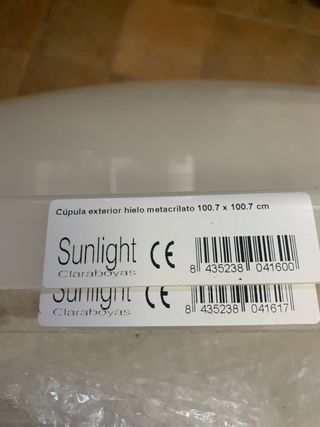 Cúpula exterior hielo metacrilato 100.7 x 100.7 cm
Sunlight CE
Claraboyas
8 435238 041600
Sunlight CE
Claraboyas
8 435238 041617